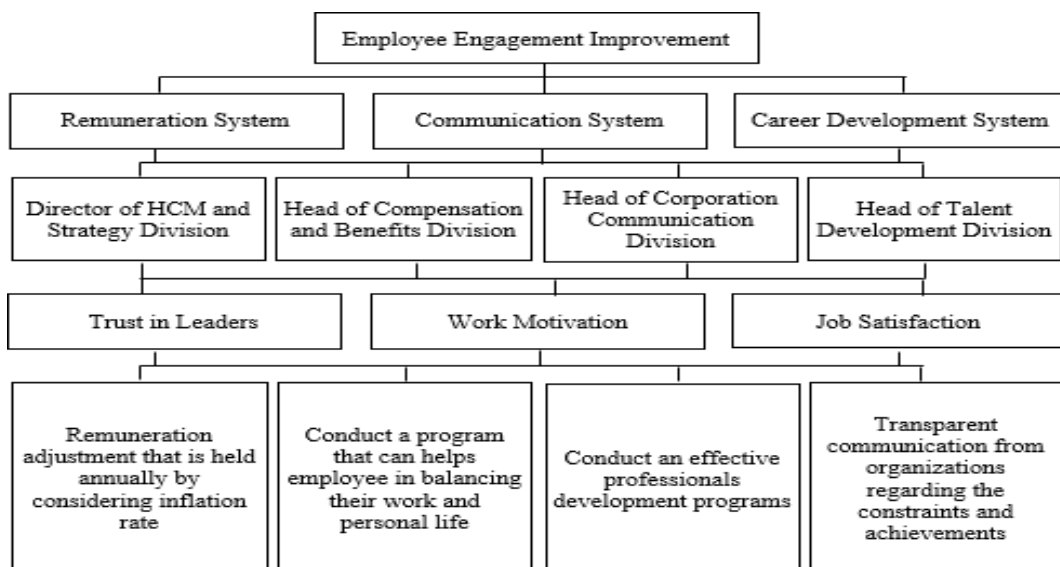 Employee Engagement Improvement
Remuneration System
Communication System
Career Development System
Director of HCM and
Strategy Division
Head of Compensation
and Benefits Division
Head of Corporation
Communication
Division
Head of Talent
Development Division
Trust in Leaders
Work Motivation
Job Satisfaction
Remuneration
adjustment that is held
annually by
considering inflation
rate
Conduct a program
that can helps
employee in balancing
their work and
personal life
Conduct an effective
professionals
development programs
Transparent
communication from
organizations
regarding the
constraints and
achievements